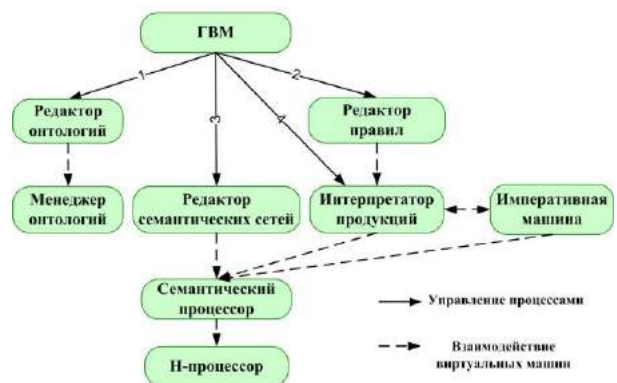 ГВМ
1
2
3
4
Редактор
онтологий
Редактор
правил
Менеджер
онтологий
Редактор
семантических сетей
Интерпретатор
продукций
Императивная
машина
Семантический
процессор
Н-процессор
Управление процессами
Взаимодействие
виртуальных машин